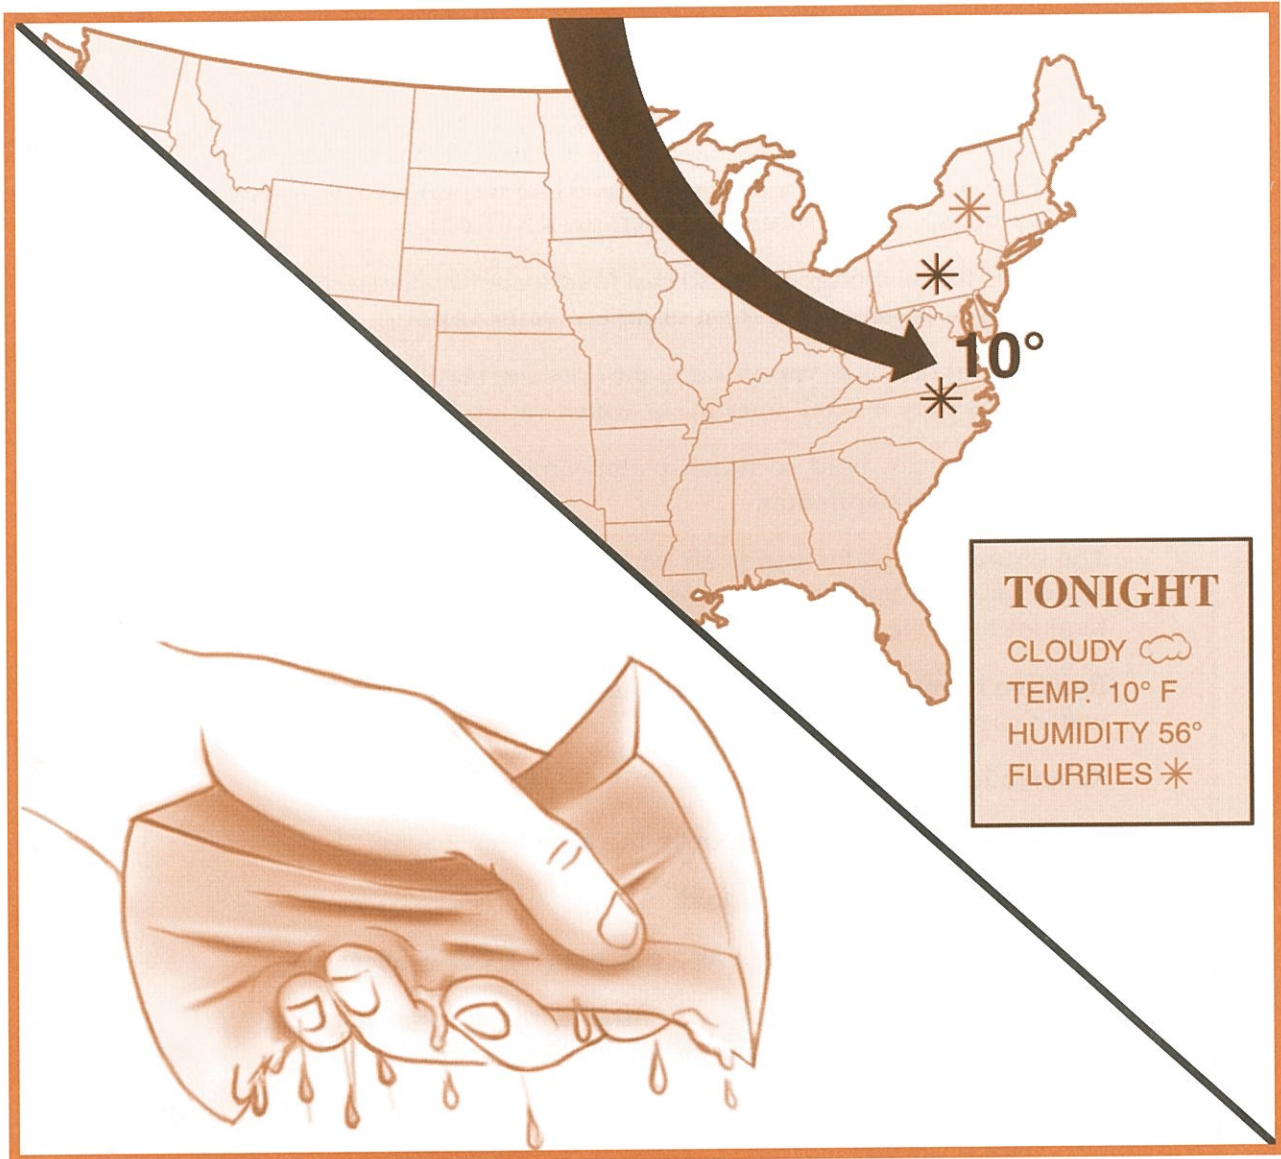 10°
TONIGHT
CLOUDY
TEMP. 10° F
HUMIDITY 56°
FLURRIES